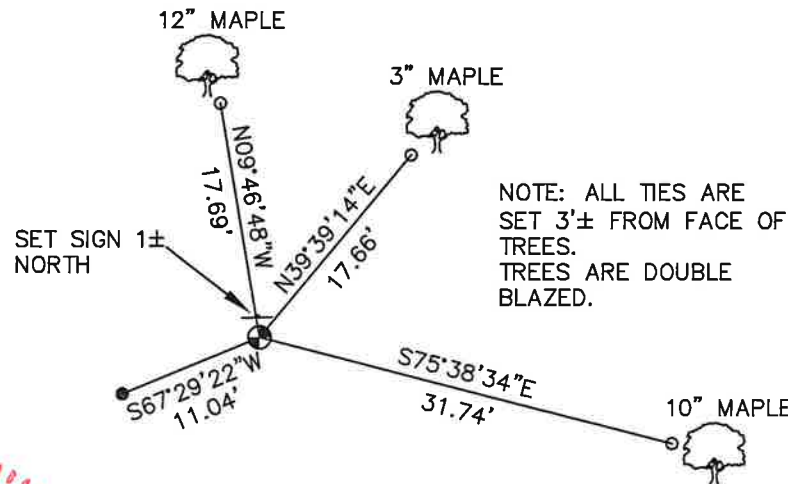 12" MAPLE
3" MAPLE
N09°46'48"W
17.69'
N39°39'14"E
17.66'
NOTE: ALL TIES ARE
SET 3'± FROM FACE OF
TREES.
TREES ARE DOUBLE
BLAZED.
SET SIGN 1±
NORTH
S67°29'22"W
11.04'
S75°38'34"E
31.74'
10" MAPLE